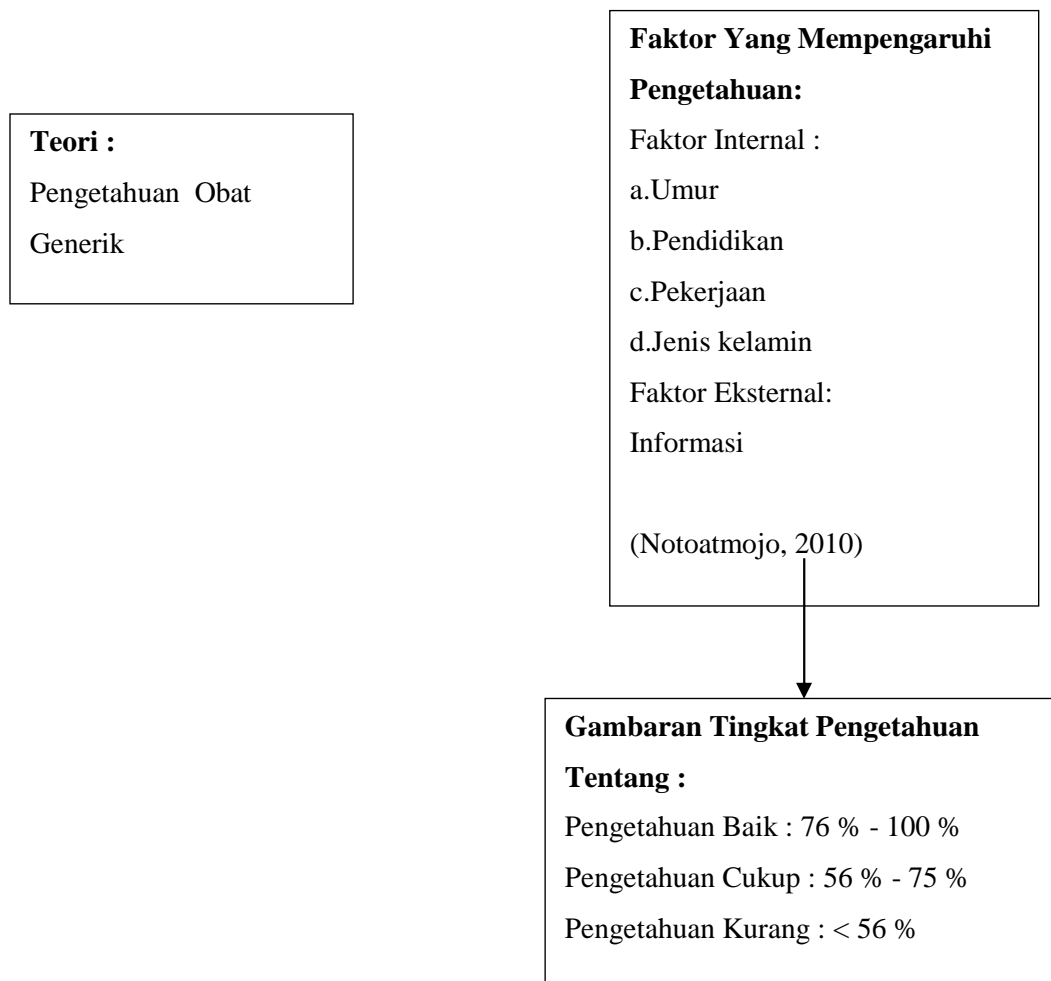 Teori :
Pengetahuan Obat
Generik
Faktor Yang Mempengaruhi
Pengetahuan:
Faktor Internal :
a.Umur
b.Pendidikan
c.Pekerjaan
d.Jenis kelamin
Faktor Eksternal:
Informasi
(Notoatmojo, 2010)
Gambaran Tingkat Pengetahuan
Tentang :
Pengetahuan Baik : 76 % - 100 %
Pengetahuan Cukup : 56 % - 75 %
Pengetahuan Kurang : < 56 %